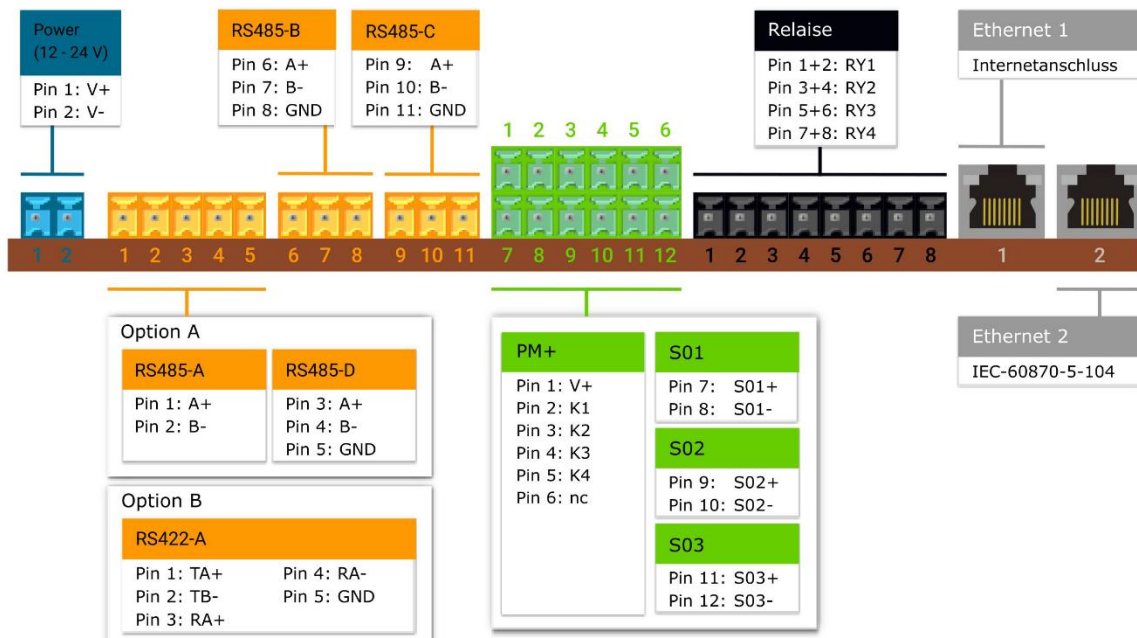 Power
(12 - 24 V)
Pin 1: V+
Pin 2: V-
RS485-B
Pin 6: A+
Pin 7: B-
Pin 8: GND
RS485-C
Pin 9: A+
Pin 10: B-
Pin 11: GND
Relaise
Pin 1+2: RY1
Pin 3+4: RY2
Pin 5+6: RY3
Pin 7+8: RY4
Ethernet 1
Internetanschluss
1 2 3 4 5 6
1 2 1 2 3 4 5 6 7 8 9 10 11 7 8 9 10 11 12 1 2 3 4 5 6 7 8 1 2
Option A
RS485-A
Pin 1: A+
Pin 2: B-
RS485-D
Pin 3: A+
Pin 4: B-
Pin 5: GND
Option B
RS422-A
Pin 1: TA+
Pin 2: TB-
Pin 3: RA+
Pin 4: RA-
Pin 5: GND
PM+
Pin 1: V+
Pin 2: K1
Pin 3: K2
Pin 4: K3
Pin 5: K4
Pin 6: nc
S01
Pin 7: S01+
Pin 8: S01-
S02
Pin 9: S02+
Pin 10: S02-
S03
Pin 11: S03+
Pin 12: S03-
Ethernet 2
IEC-60870-5-104